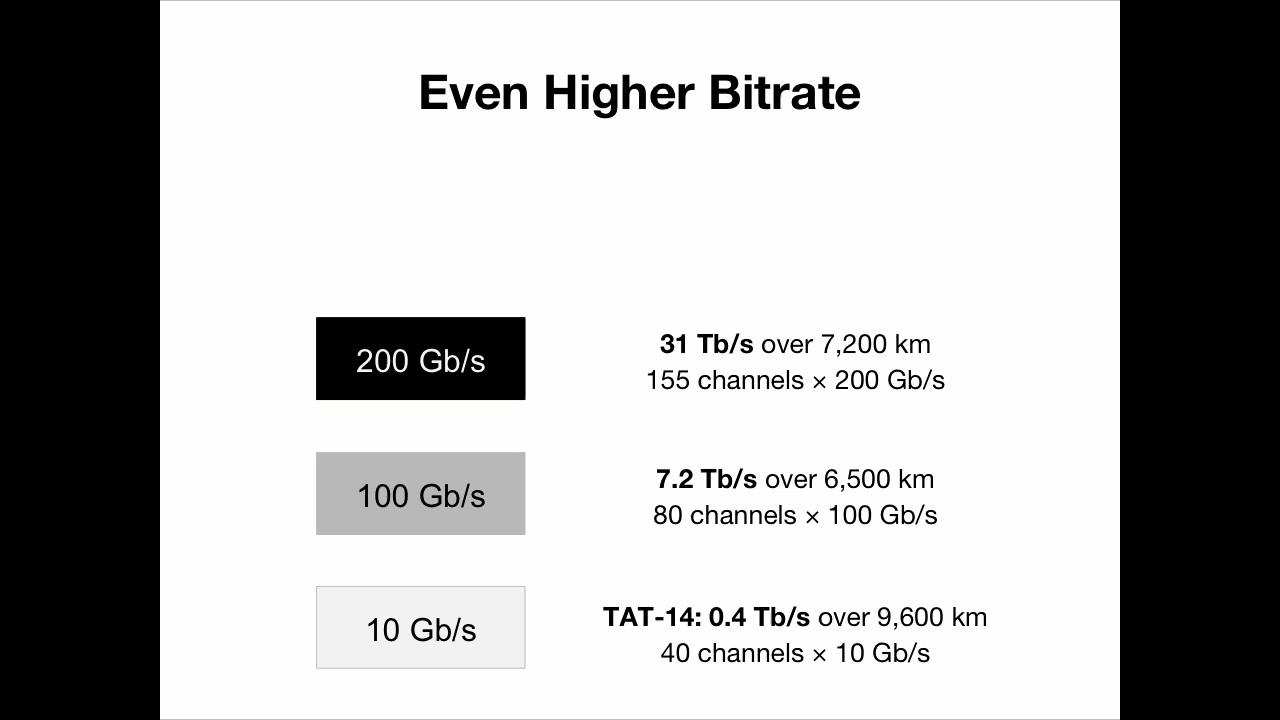 Even Higher Bitrate
200 Gb/s
31 Tb/s over 7,200 km
155 channels × 200 Gb/s
100 Gb/s
7.2 Tb/s over 6,500 km
80 channels × 100 Gb/s
10 Gb/s
TAT-14: 0.4 Tb/s over 9,600 km
40 channels × 10 Gb/s